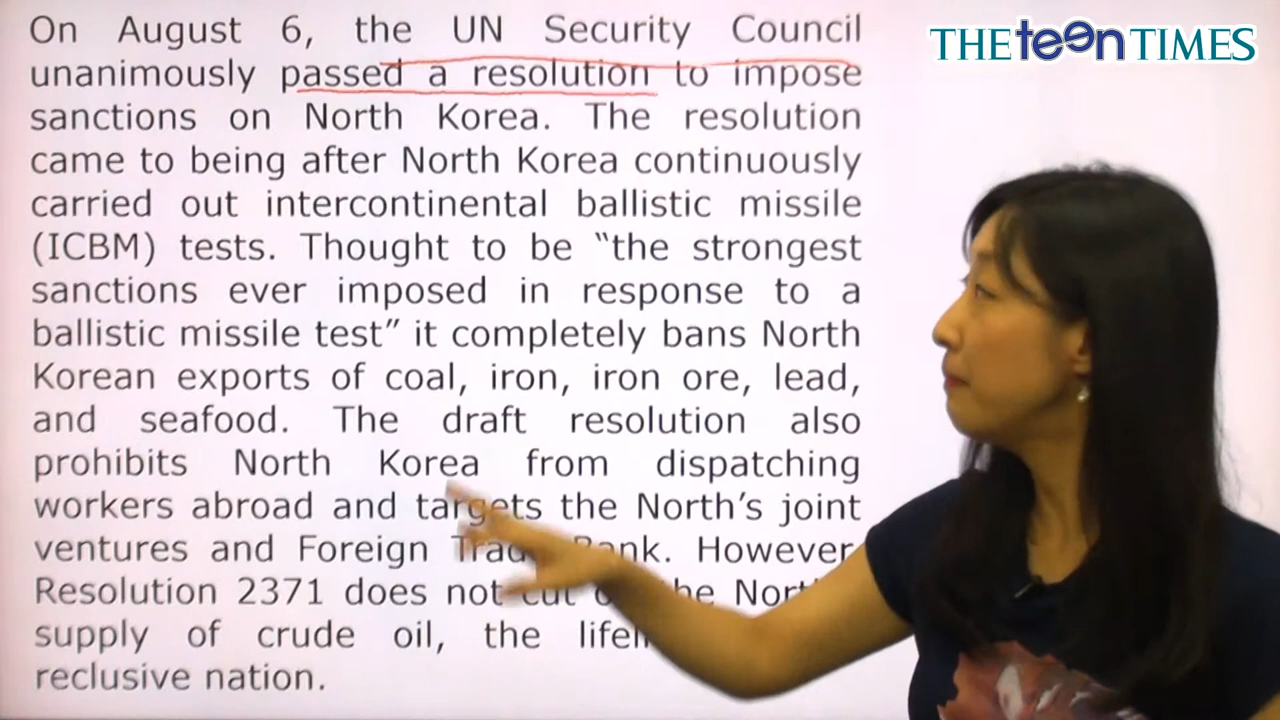 THE teen TIMES
On August 6, the UN Security Council
unanimously passed a resolution to impose
sanctions on North Korea. The resolution
came to being after North Korea continuously
carried out intercontinental ballistic missile
(ICBM) tests. Thought to be “the strongest
sanctions ever imposed in response to a
ballistic missile test” it completely bans North
Korean exports of coal, iron, iron ore, lead,
and seafood. The draft resolution also
prohibits North Korea from dispatching
workers abroad and targets the North’s joint
ventures and Foreign Trade Bank. However,
Resolution 2371 does not cut the
supply of crude oil, the
reclusive nation.